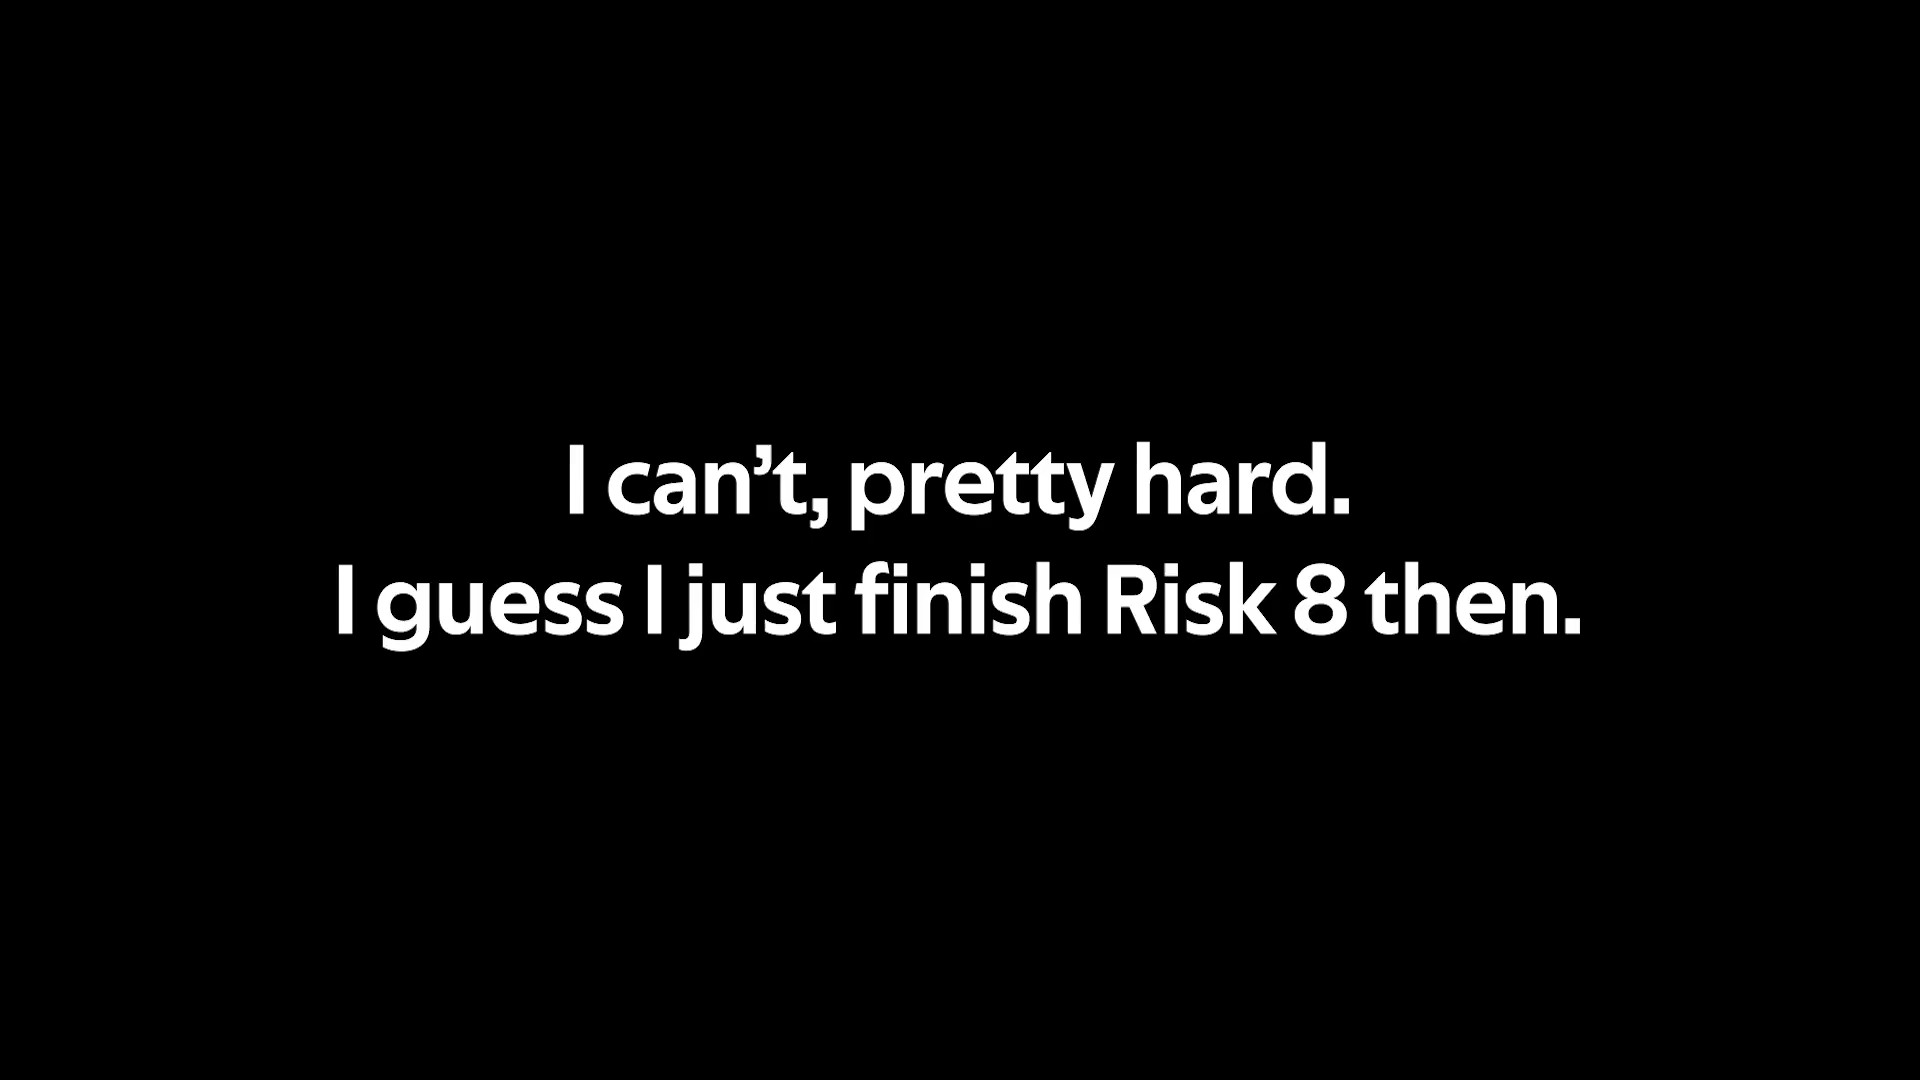 I can’t, pretty hard.
I guess I just finish Risk 8 then.